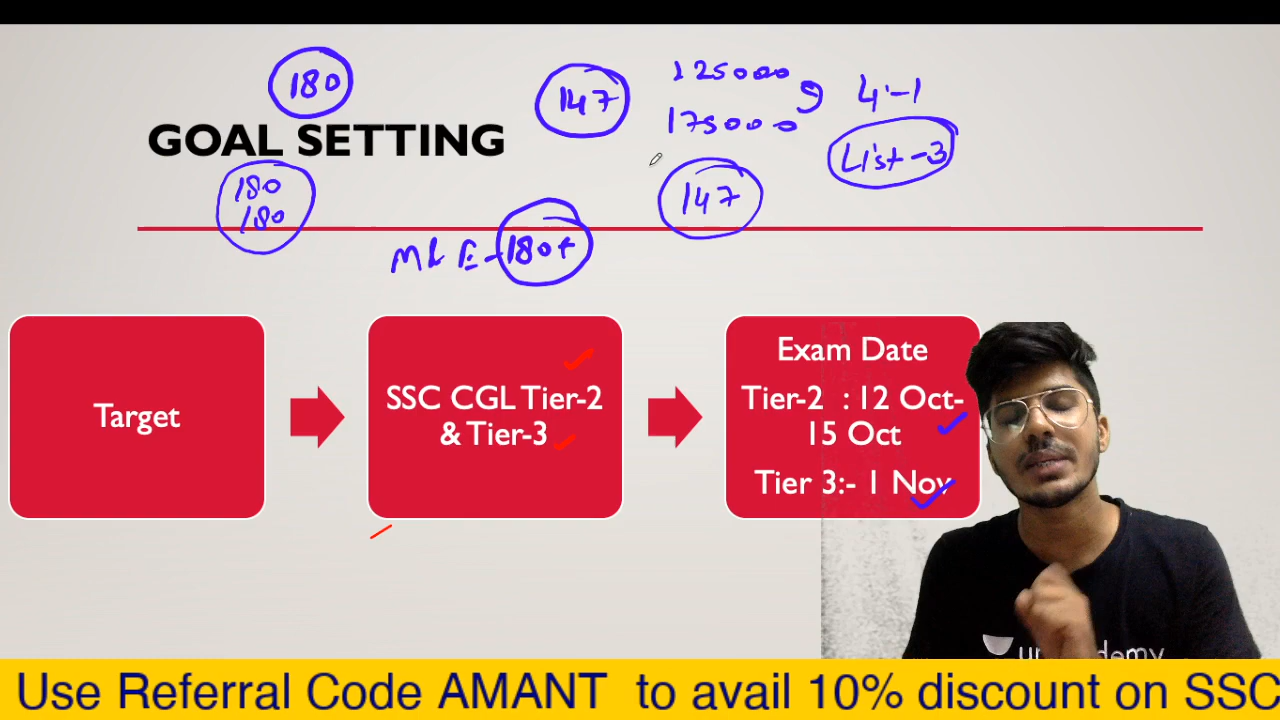 180
147
125000
175000
Li-1
List-3
GOAL SETTING
180
180
147
M & E-180+
Target
SSC CGL Tier-2
& Tier-3
Exam Date
Tier-2 : 12 Oct-
15 Oct
Tier 3:- 1 Nov
Use Referral Code AMANT to avail 10% discount on SSC